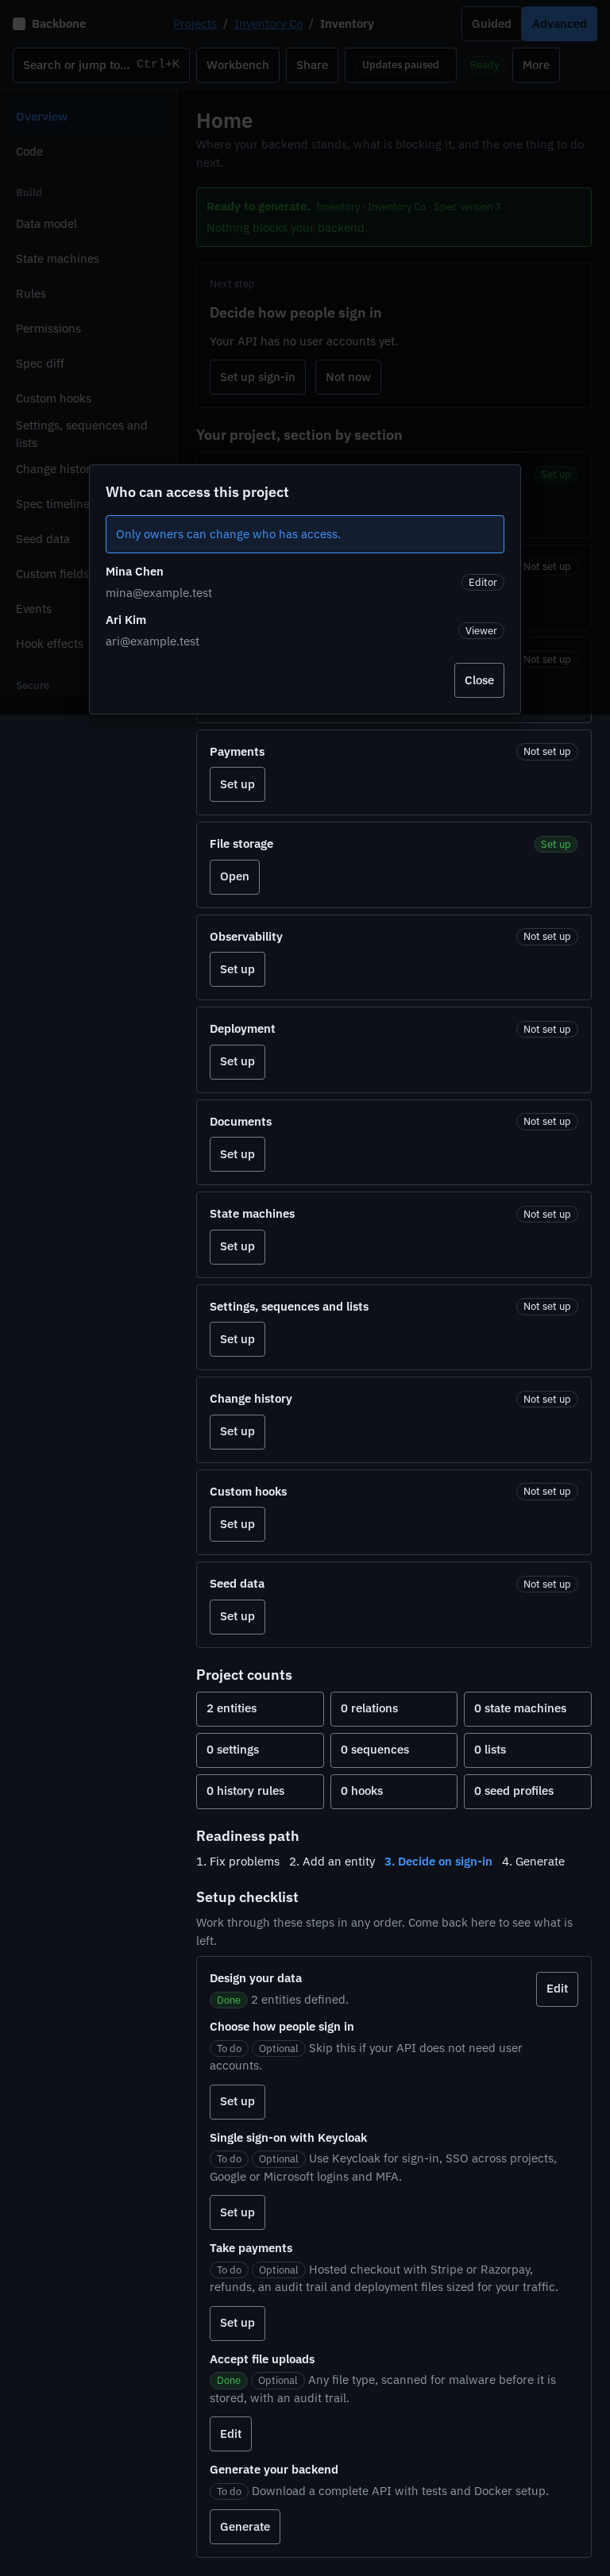 Backbone
Projects / Inventory Co / Inventory
Guided
Advanced
Search or jump to... Ctrl+K
Workbench
Share
Updates paused
Ready
More
Overview
Code
Build
Data model
State machines
Rules
Permissions
Spec diff
Custom hooks
Settings, sequences and
lists
Change histor
Spec timeline
Seed data
Custom fields
Events
Hook effects
Secure
Home
Where your backend stands, what is blocking it, and the one thing to do
next.
Ready to generate. Inventory · Inventory Co · Spec version 3
Nothing blocks your backend.
Next step
Decide how people sign in
Your API has no user accounts yet.
Set up sign-in
Not now
Your project, section by section
Set up
Not set up
Not set up
Who can access this project
Only owners can change who has access.
Mina Chen
mina@example.test
Editor
Ari Kim
ari@example.test
Viewer
Close
Payments
Not set up
Set up
File storage
Set up
Open
Observability
Not set up
Set up
Deployment
Not set up
Set up
Documents
Not set up
Set up
State machines
Not set up
Set up
Settings, sequences and lists
Not set up
Set up
Change history
Not set up
Set up
Custom hooks
Not set up
Set up
Seed data
Not set up
Set up
Project counts
2 entities
0 relations
0 state machines
0 settings
0 sequences
0 lists
0 history rules
0 hooks
0 seed profiles
Readiness path
1. Fix problems 2. Add an entity 3. Decide on sign-in 4. Generate
Setup checklist
Work through these steps in any order. Come back here to see what is
left.
Design your data
Done 2 entities defined.
Edit
Choose how people sign in
To do Optional Skip this if your API does not need user
accounts.
Set up
Single sign-on with Keycloak
To do Optional Use Keycloak for sign-in, SSO across projects,
Google or Microsoft logins and MFA.
Set up
Take payments
To do Optional Hosted checkout with Stripe or Razorpay,
refunds, an audit trail and deployment files sized for your traffic.
Set up
Accept file uploads
Done Optional Any file type, scanned for malware before it is
stored, with an audit trail.
Edit
Generate your backend
To do Download a complete API with tests and Docker setup.
Generate